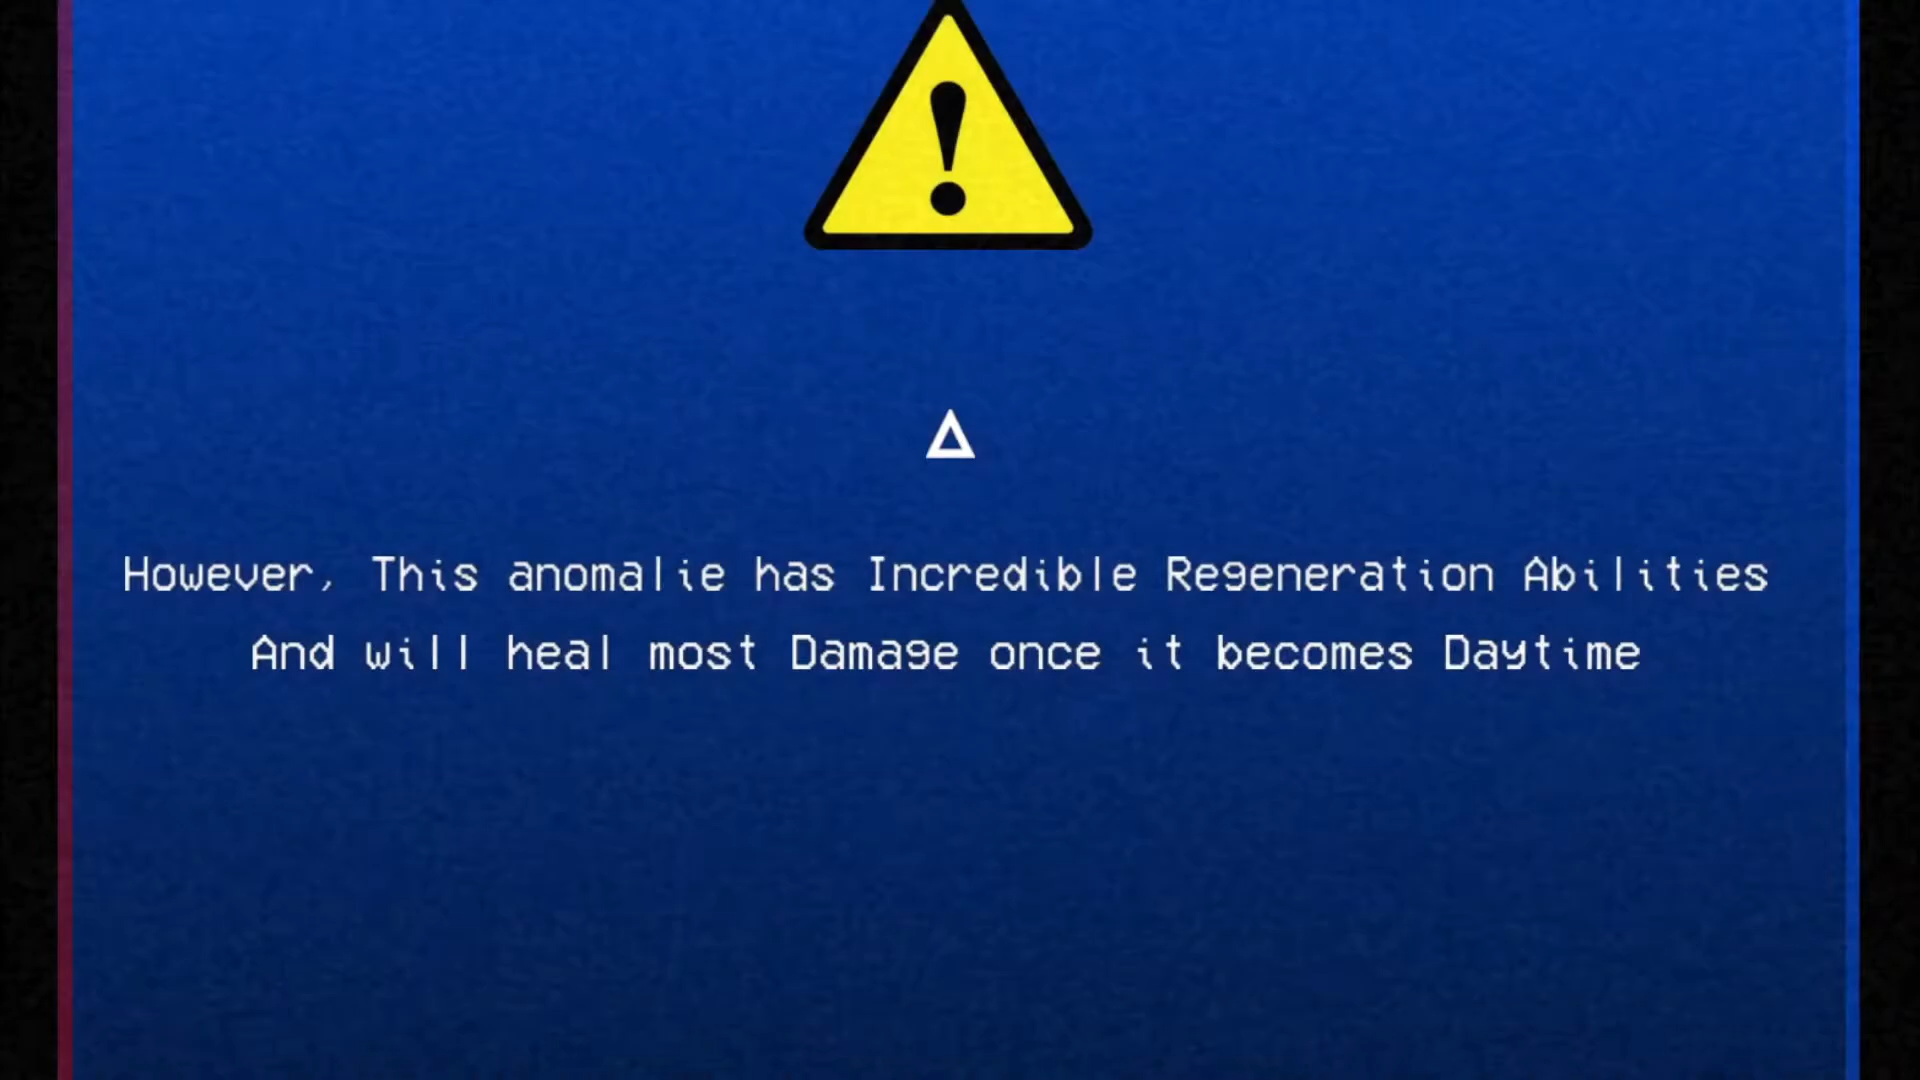 However, This anomalie has Incredible Regeneration Abilities
And will heal most Damage once it becomes Daytime